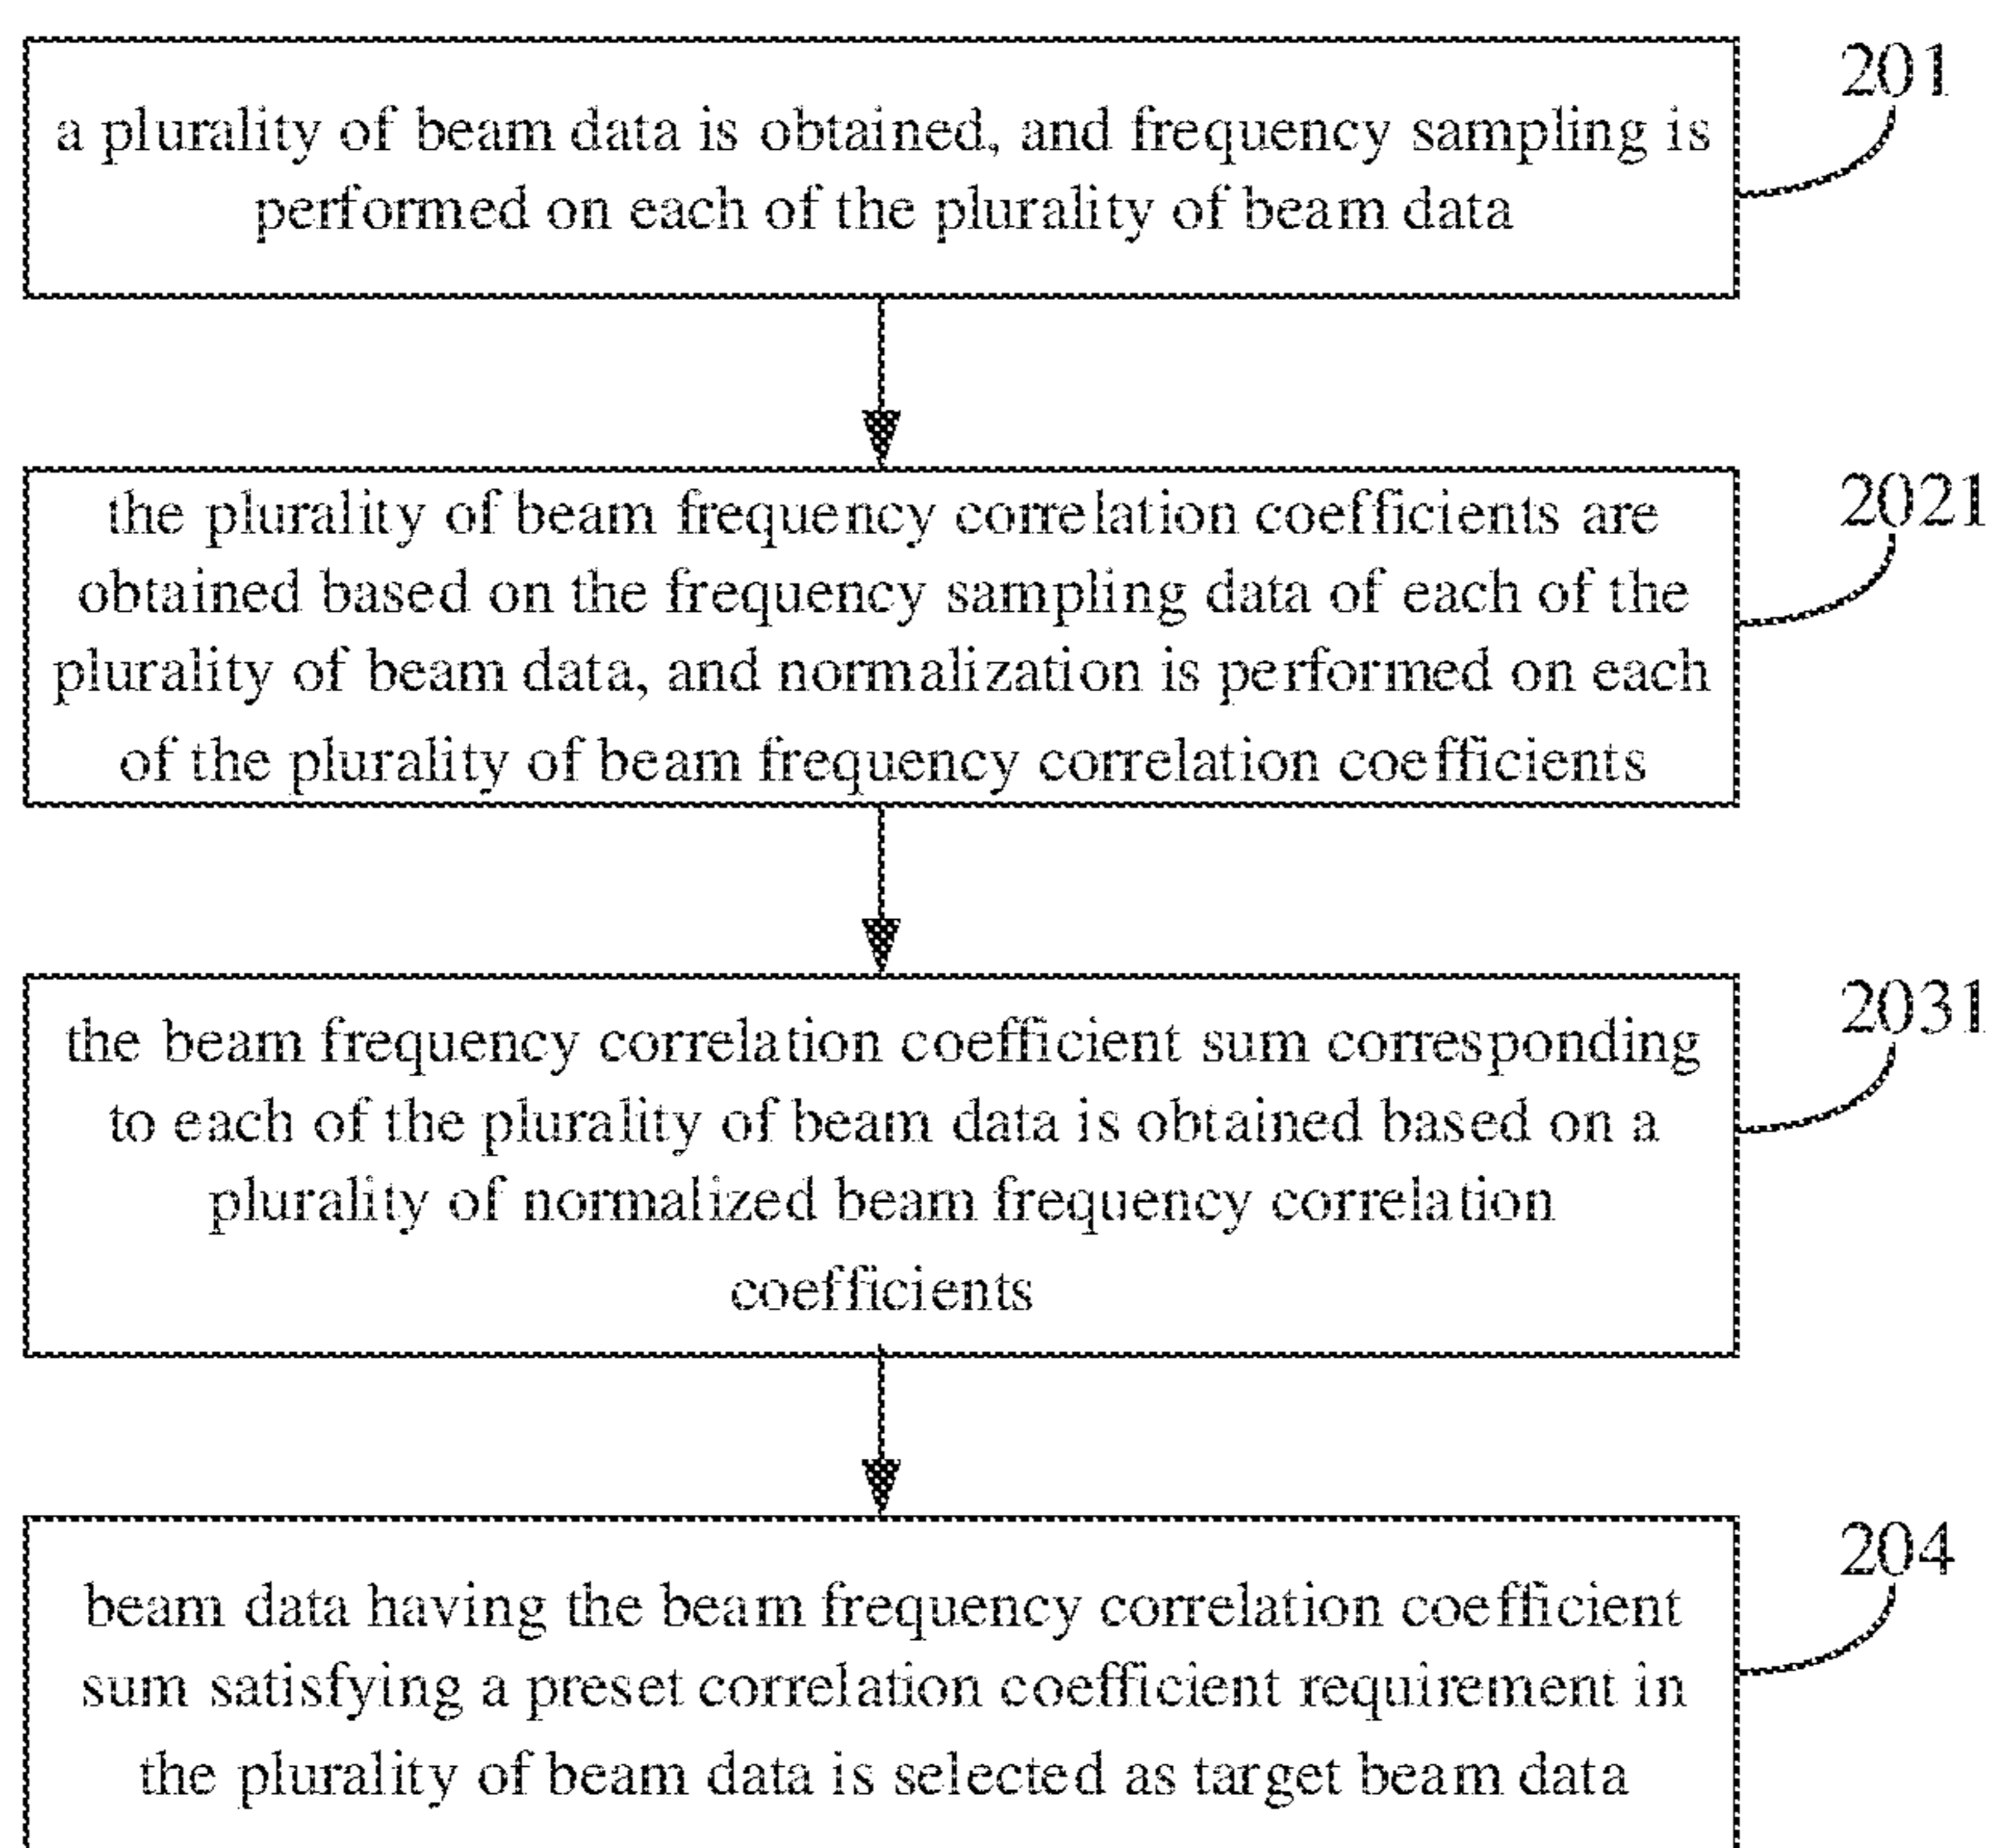 a plurality of beam data is obtained, and frequency sampling is
performed on each of the plurality of beam data
201
the plurality of beam frequency correlation coefficients are
obtained based on the frequency sampling data of each of the
plurality of beam data, and normalization is performed on each
of the plurality of beam frequency correlation coefficients
2021
the beam frequency correlation coefficient sum corresponding
to each of the plurality of beam data is obtained based on a
plurality of normalized beam frequency correlation
coefficients
2031
beam data having the beam frequency correlation coefficient
sum satisfying a preset correlation coefficient requirement in
the plurality of beam data is selected as target beam data
204